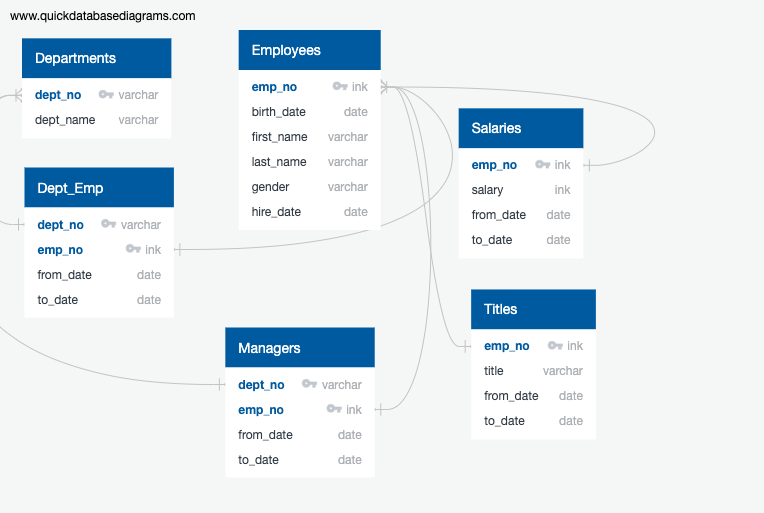 www.quickdatabasediagrams.com
Departments
dept_no varchar
dept_name varchar
Dept_Emp
dept_no varchar
emp_no ink
from_date date
to_date date
Employees
emp_no ink
birth_date date
first_name varchar
last_name varchar
gender varchar
hire_date date
Salaries
emp_no ink
salary ink
from_date date
to_date date
Managers
dept_no varchar
emp_no ink
from_date date
to_date date
Titles
emp_no ink
title varchar
from_date date
to_date date